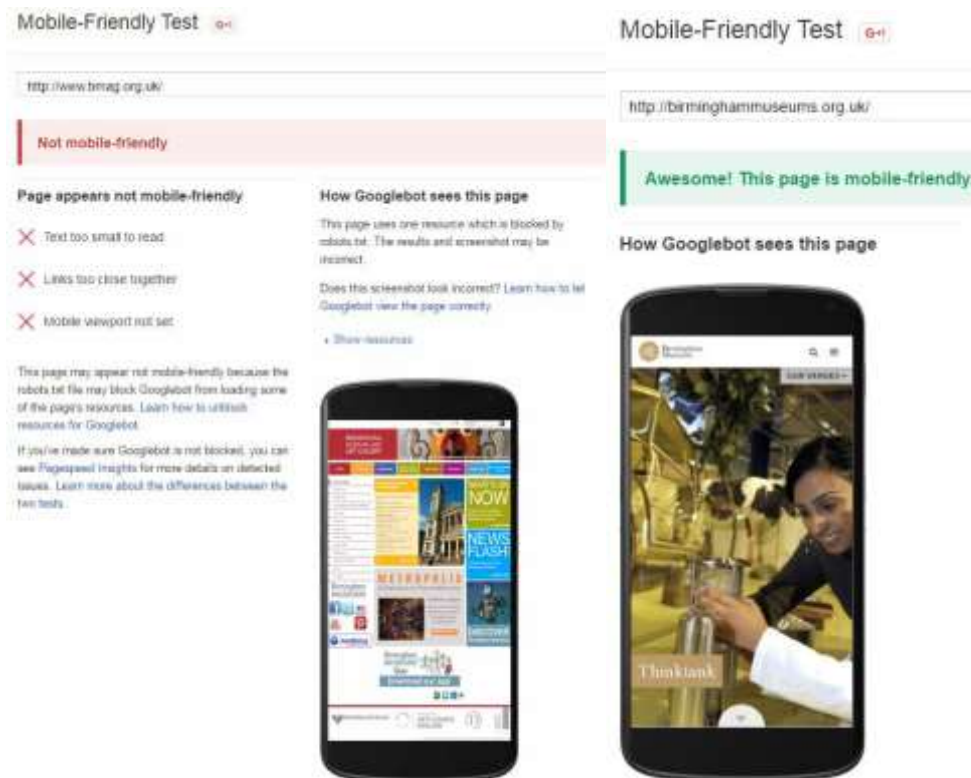 Mobile-Friendly Test G+1
http://www.bmag.org.uk/
Not mobile-friendly
Page appears not mobile-friendly
Text too small to read
Links too close together
Mobile viewport not set
This page may appear not mobile-friendly because the
robots.txt file may block Googlebot from loading some
of the page's resources. Learn how to unblock
resources for Googlebot.
If you've made sure Googlebot is not blocked, you can
see Pagespeed Insights for more details on detected
issues. Learn more about the differences between the
two tests.
How Googlebot sees this page
This page uses one resource which is blocked by
robots.txt. The results and screenshot may be
incorrect.
Does this screenshot look incorrect? Learn how to let
Googlebot view the page correctly.
Show resources
NOW
NEWS
FLASH
METROPOLIS
DISCOVER
Mobile-Friendly Test G+1
http://birminghammuseums.org.uk/
Awesome! This page is mobile-friendly
How Googlebot sees this page
Birmingham
Museums
OUR VENUES
Thinktank